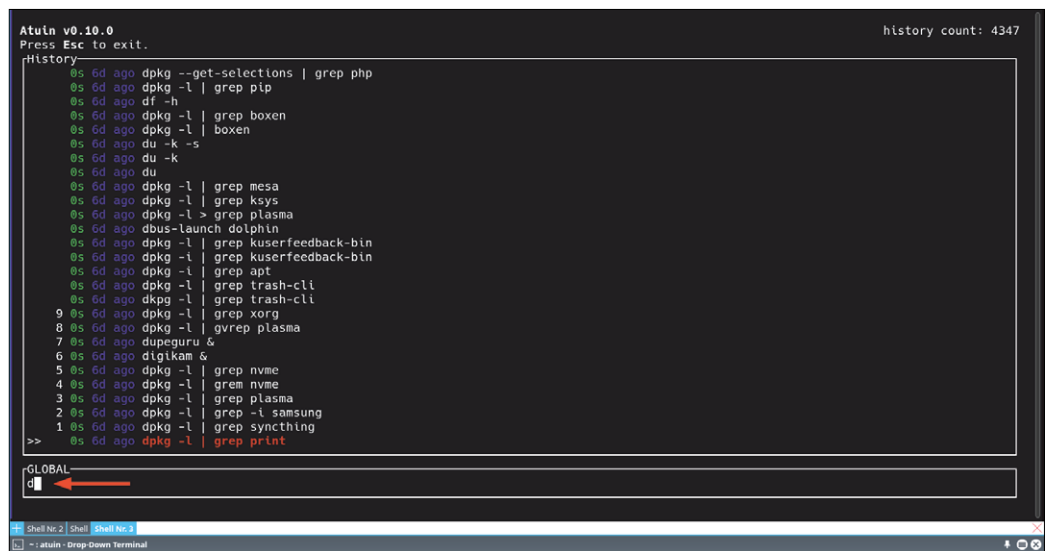 Atuin v0.10.0 history count: 4347
Press Esc to exit.
History
0s 6d ago dpkg --get-selections | grep php
0s 6d ago dpkg -l | grep pip
0s 6d ago df -h
0s 6d ago dpkg -l | grep boxen
0s 6d ago dpkg -l | boxen
0s 6d ago du -k -s
0s 6d ago du -k
0s 6d ago du
0s 6d ago dpkg -l | grep mesa
0s 6d ago dpkg -l | grep ksys
0s 6d ago dpkg -l > grep plasma
0s 6d ago dbus-launch dolphin
0s 6d ago dpkg -l | grep kuserfeedback-bin
0s 6d ago dpkg -i | grep kuserfeedback-bin
0s 6d ago dpkg -i | grep apt
0s 6d ago dpkg -l | grep trash-cli
0s 6d ago dkpg -l | grep trash-cli
9 0s 6d ago dpkg -l | grep xorg
8 0s 6d ago dpkg -l | gvrep plasma
7 0s 6d ago dupeguru &
6 0s 6d ago digikam &
5 0s 6d ago dpkg -l | grep nvme
4 0s 6d ago dpkg -l | grem nvme
3 0s 6d ago dpkg -l | grep plasma
2 0s 6d ago dpkg -l | grep -i samsung
1 0s 6d ago dpkg -l | grep syncthing
>> 0s 6d ago dpkg -l | grep print
GLOBAL
d
Shell Nr. 2 Shell Shell Nr. 3
~ : atuin - Drop-Down Terminal